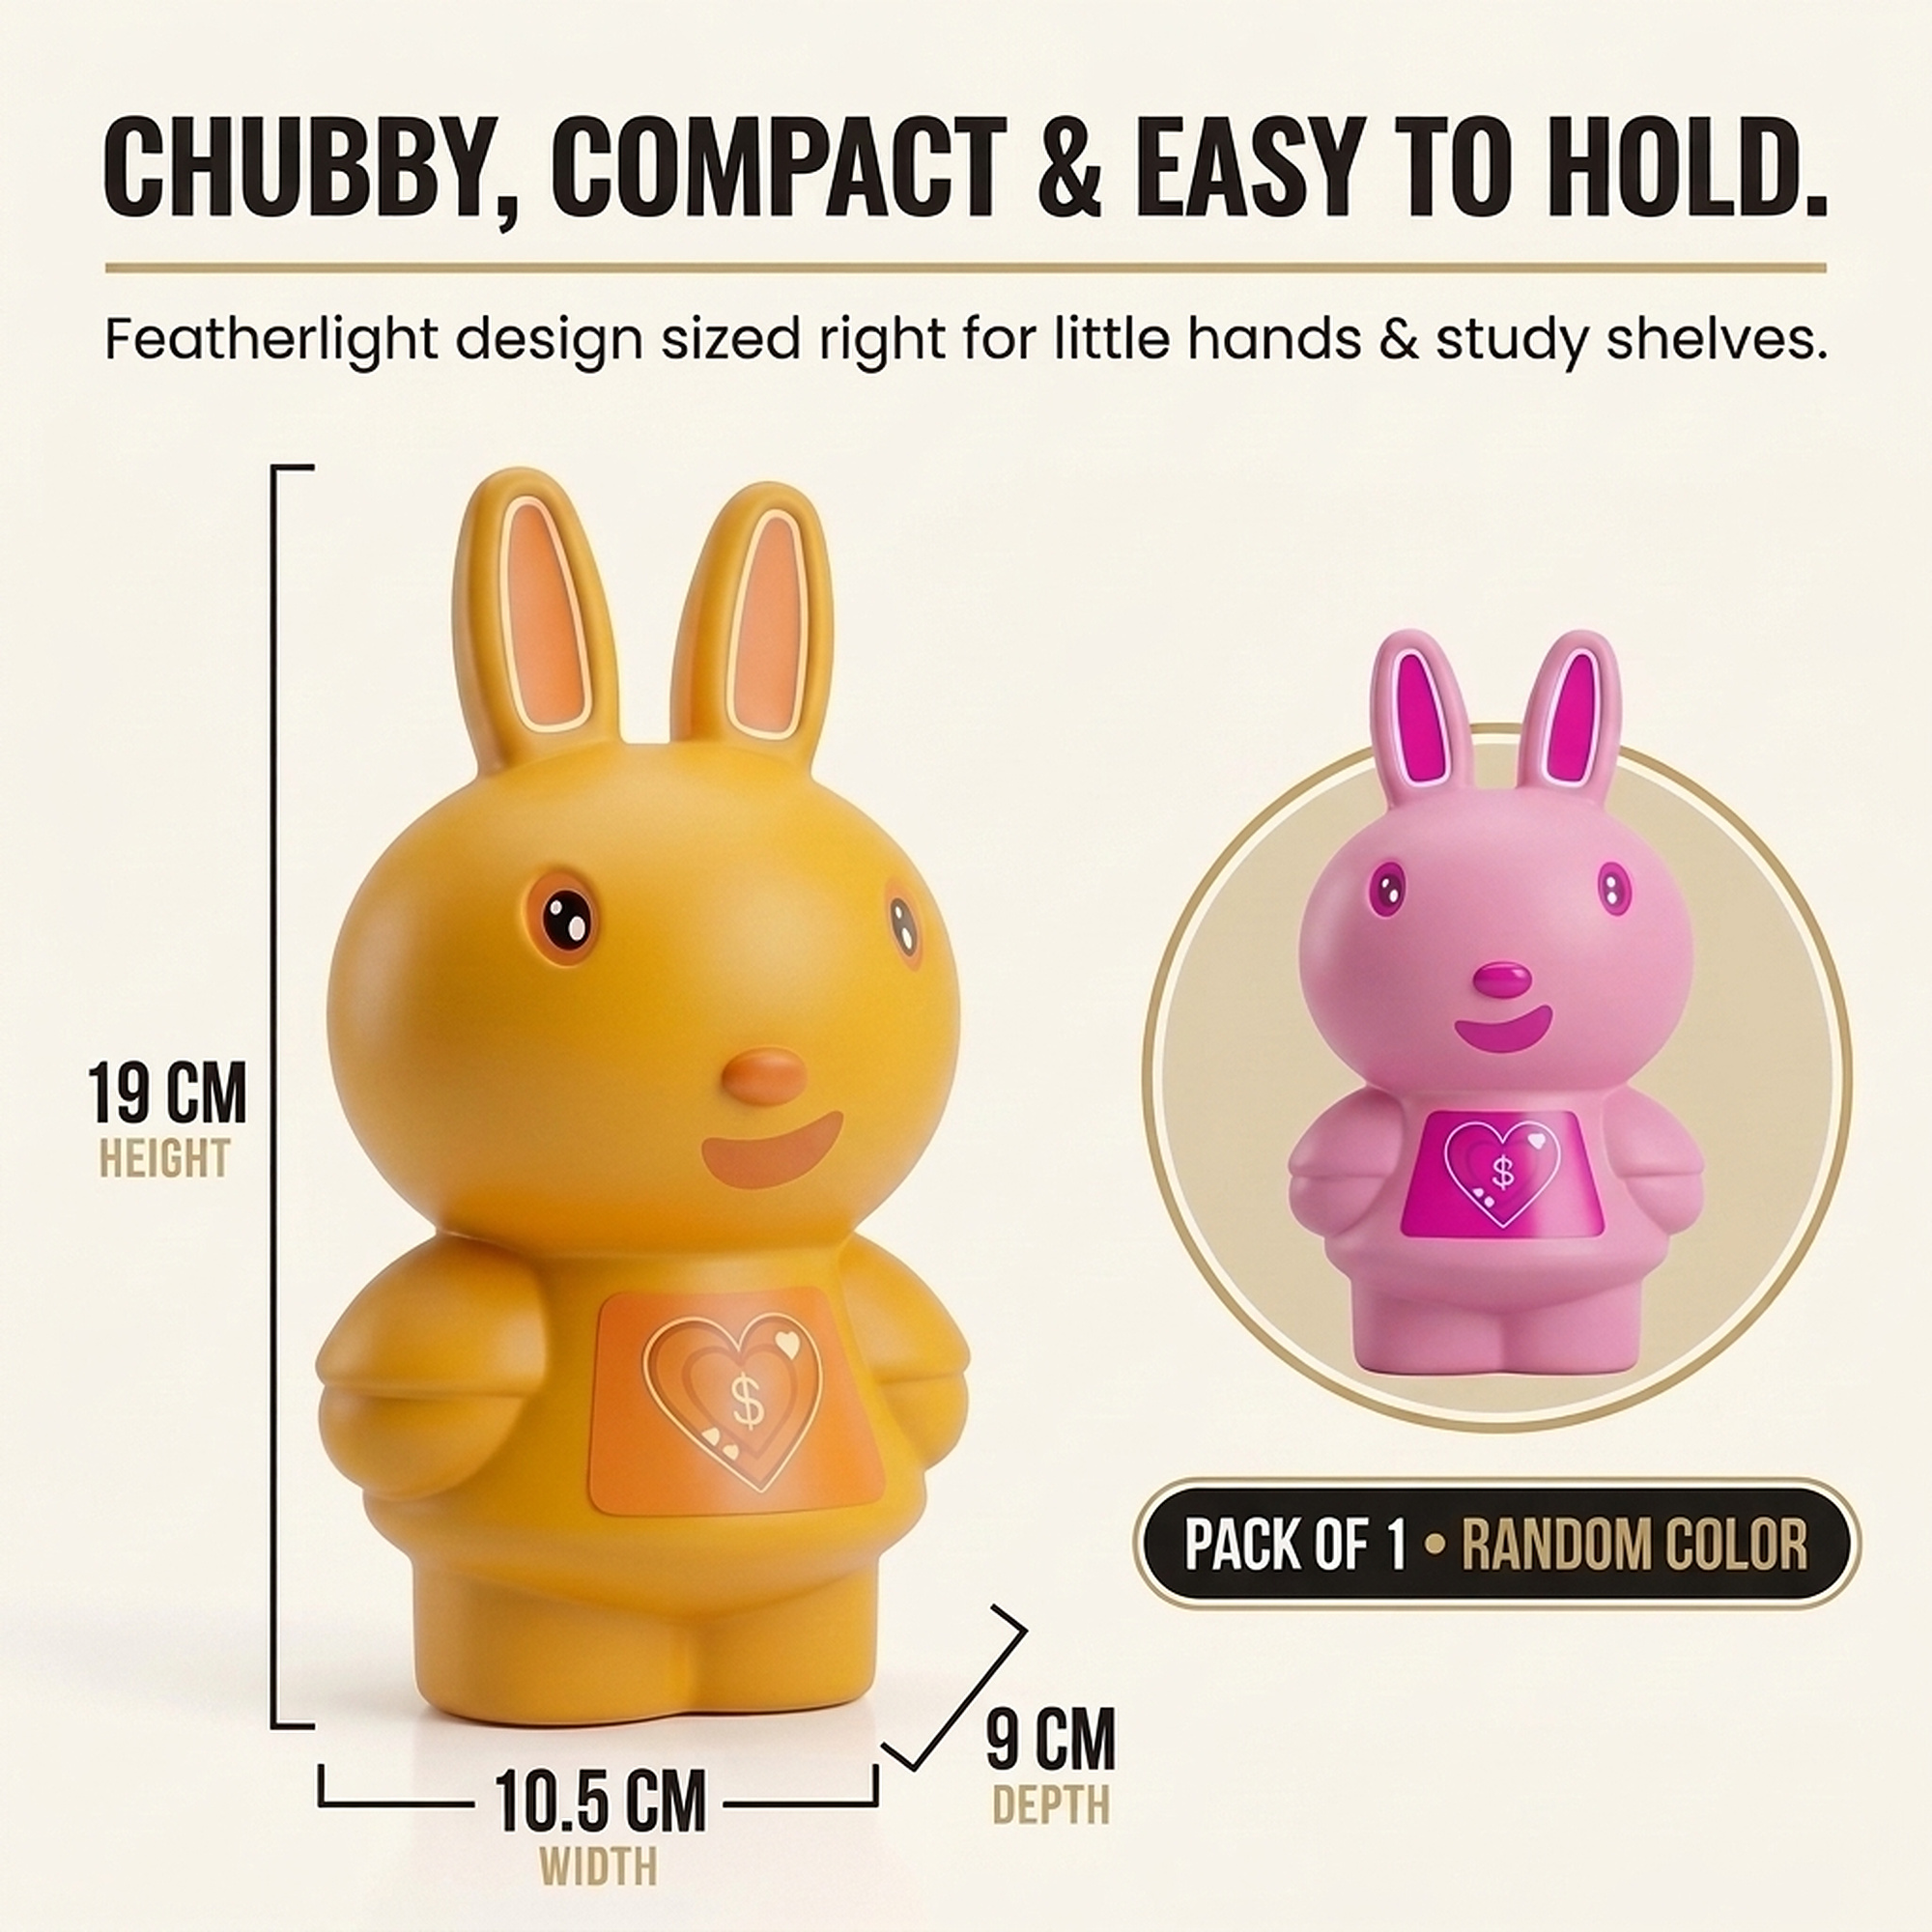 CHUBBY, COMPACT & EASY TO HOLD.
Featherlight design sized right for little hands & study shelves.
19 CM
HEIGHT
$
$
PACK OF 1 • RANDOM COLOR
9 CM
DEPTH
10.5 CM
WIDTH